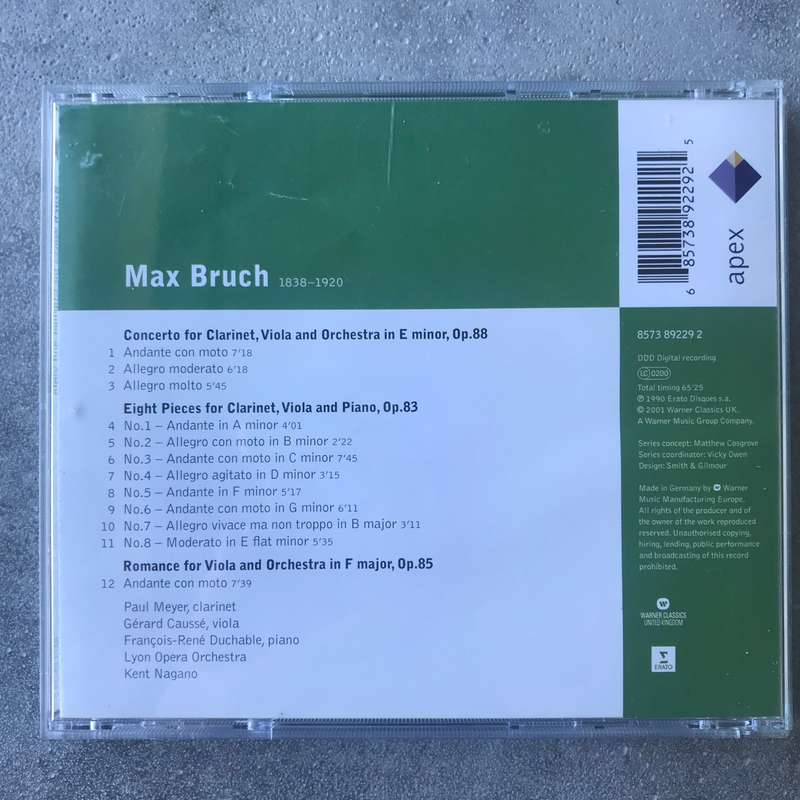 Max Bruch 1838–1920
Concerto for Clarinet, Viola and Orchestra in E minor, Op.88
1 Andante con moto 7'18
2 Allegro moderato 6'18
3 Allegro molto 5'45
Eight Pieces for Clarinet, Viola and Piano, Op.83
4 No.1 – Andante in A minor 4'01
5 No.2 – Allegro con moto in B minor 2'22
6 No.3 – Andante con moto in C minor 7'45
7 No.4 – Allegro agitato in D minor 3'15
8 No.5 – Andante in F minor 5'17
9 No.6 – Andante con moto in G minor 6'11
10 No.7 – Allegro vivace ma non troppo in B major 3'11
11 No.8 – Moderato in E flat minor 5'35
Romance for Viola and Orchestra in F major, Op.85
12 Andante con moto 7'39
Paul Meyer, clarinet
Gérard Caussé, viola
François-René Duchable, piano
Lyon Opera Orchestra
Kent Nagano
6 85738 92292 5
apex
8573 89229 2
DDD Digital recording
LC 0200
Total timing 65'25
℗ 1990 Erato Disques s.a.
© 2001 Warner Classics UK.
A Warner Music Group Company.
Series concept: Matthew Cosgrove
Series coordinator: Vicky Owen
Design: Smith & Gilmour
Made in Germany by Warner
Music Manufacturing Europe.
All rights of the producer and of
the owner of the work reproduced
reserved. Unauthorised copying,
hiring, lending, public performance
and broadcasting of this record
prohibited.
WARNER CLASSICS
UNITED KINGDOM
ERATO